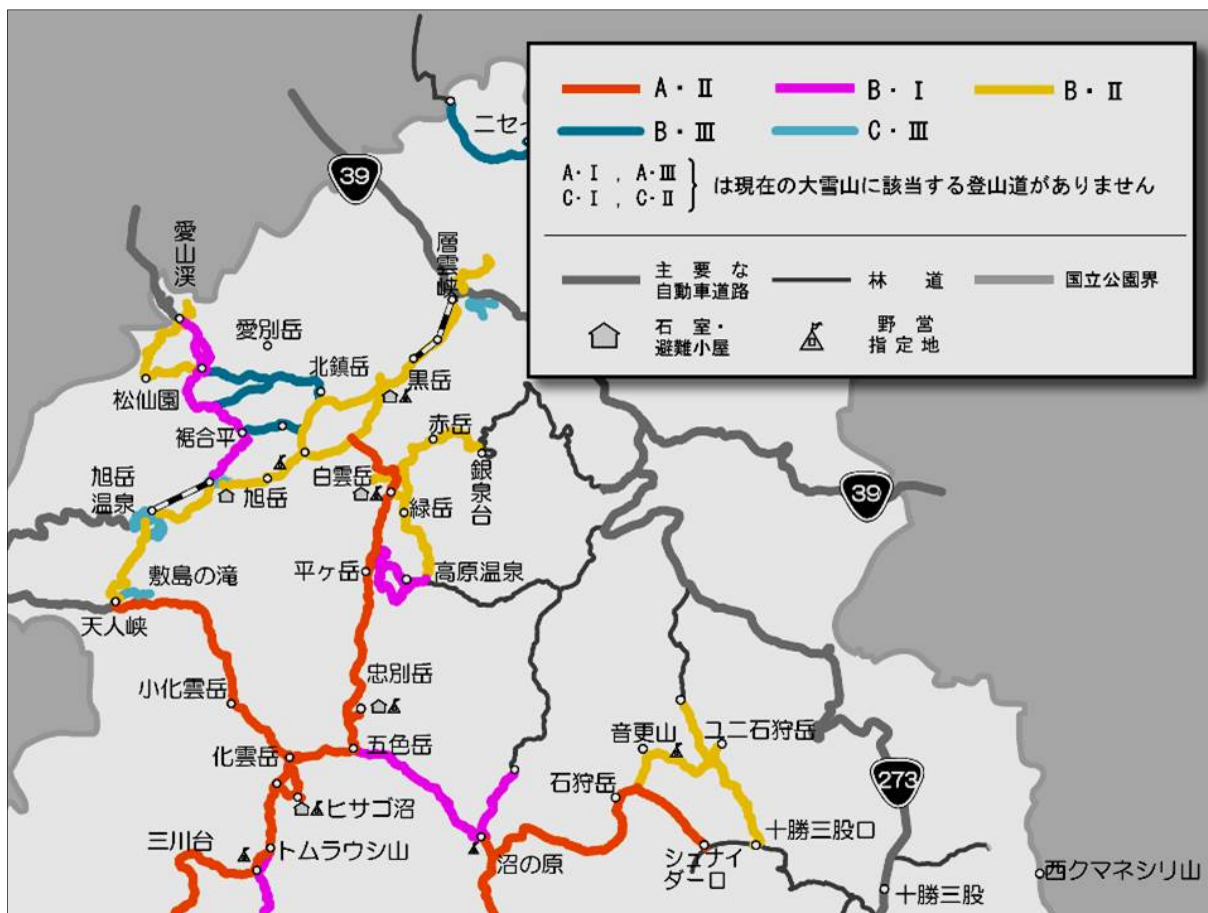 A・Ⅱ
B・Ⅰ
B・Ⅱ
B・Ⅲ
C・Ⅲ
A・Ⅰ , A・Ⅲ
C・Ⅰ , C・Ⅱ
は現在の大雪山に該当する登山道がありません
主要な
自動車道路
林道
国立公園界
石室・
避難小屋
野営
指定地
ニセイ
39
愛山渓
層雲峡
愛別岳
北鎮岳
黒岳
松仙園
裾合平
赤岳
旭岳
温泉
旭岳
白雲岳
銀泉台
39
緑岳
敷島の滝
平ヶ岳
高原温泉
天人峡
忠別岳
小化雲岳
化雲岳
五色岳
音更山
ユニ石狩岳
石狩岳
273
ヒサゴ沼
三川台
トムラウシ山
沼の原
シュナイ
ダー口
十勝三股口
十勝三股
西クマネシリ山